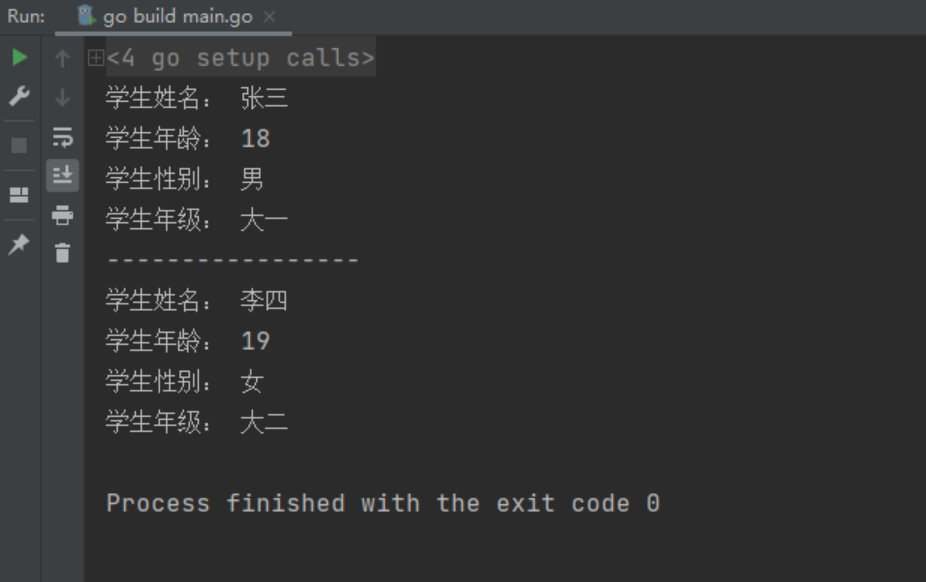 Run: go build main.go
<4 go setup calls>
学生姓名： 张三
学生年龄： 18
学生性别： 男
学生年级： 大一
-----------------
学生姓名： 李四
学生年龄： 19
学生性别： 女
学生年级： 大二
Process finished with the exit code 0